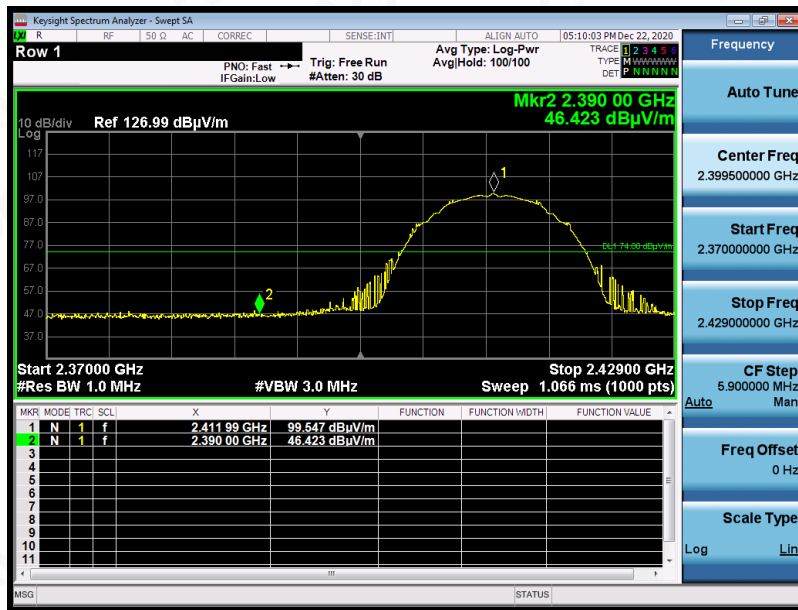 Keysight Spectrum Analyzer - Swept SA
LXI R RF 50 Ω AC CORREC SENSE:INT ALIGN AUTO 05:10:03 PM Dec 22, 2020
Row 1
PNO: Fast
IFGain:Low
Trig: Free Run
#Atten: 30 dB
Avg Type: Log-Pwr
Avg|Hold: 100/100
TRACE 1 2 3 4 5 6
TYPE M W W W W W
DET P N N N N N
Mkr2 2.390 00 GHz
46.423 dBµV/m
10 dB/div Ref 126.99 dBµV/m
Log
117
107
97.0
87.0
77.0
67.0
57.0
47.0
37.0
1
2
DL1 74.00 dBµV/m
Start 2.37000 GHz Stop 2.42900 GHz
#Res BW 1.0 MHz #VBW 3.0 MHz Sweep 1.066 ms (1000 pts)
MKR MODE TRC SCL X Y FUNCTION FUNCTION WIDTH FUNCTION VALUE
1 N 1 f 2.411 99 GHz 99.547 dBµV/m
2 N 1 f 2.390 00 GHz 46.423 dBµV/m
3
4
5
6
7
8
9
10
11
MSG STATUS
Frequency
Auto Tune
Center Freq
2.399500000 GHz
Start Freq
2.370000000 GHz
Stop Freq
2.429000000 GHz
CF Step
5.900000 MHz
Auto Man
Freq Offset
0 Hz
Scale Type
Log Lin